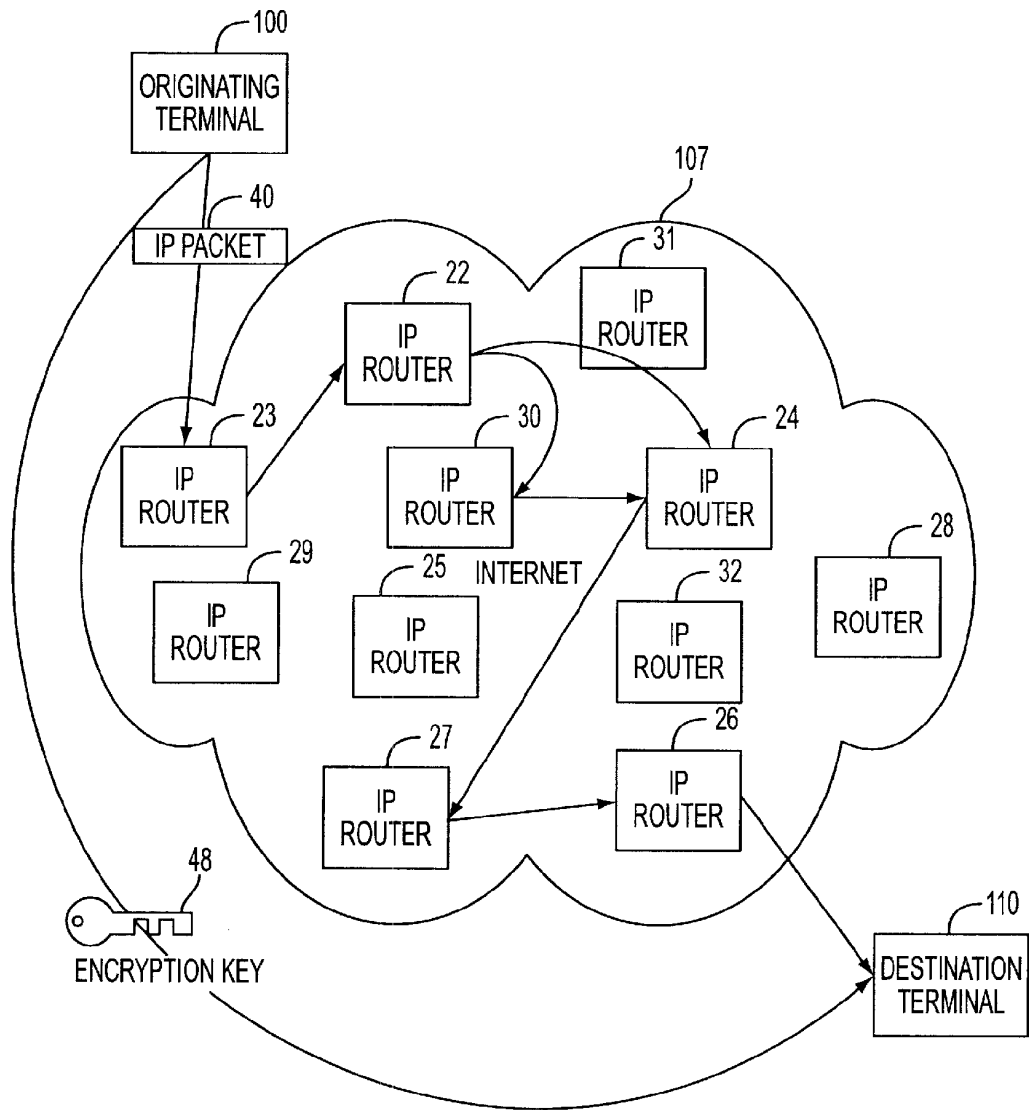 100
ORIGINATING
TERMINAL
40
IP PACKET
107
31
IP
ROUTER
22
IP
ROUTER
23
IP
ROUTER
30
IP
ROUTER
24
IP
ROUTER
INTERNET
29
IP
ROUTER
25
IP
ROUTER
32
IP
ROUTER
28
IP
ROUTER
27
IP
ROUTER
26
IP
ROUTER
48
ENCRYPTION KEY
110
DESTINATION
TERMINAL